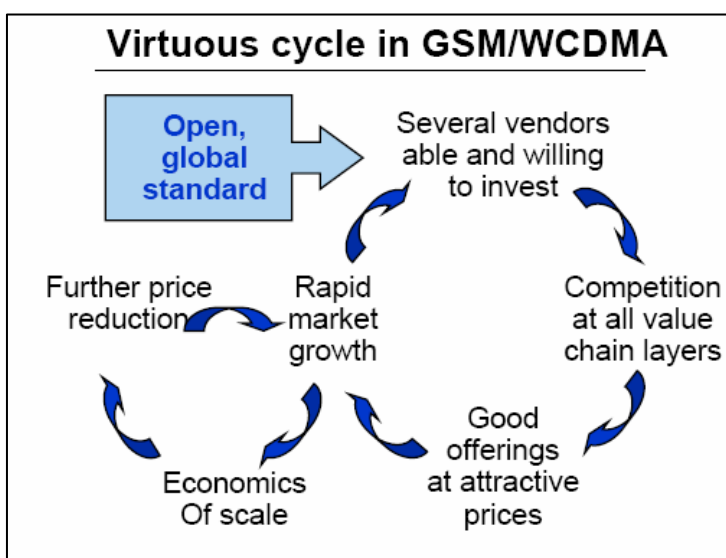 Virtuous cycle in GSM/WCDMA
Open,
global
standard
Several vendors
able and willing
to invest
Further price
reduction
Rapid
market
growth
Competition
at all value
chain layers
Good
offerings
at attractive
prices
Economics
Of scale